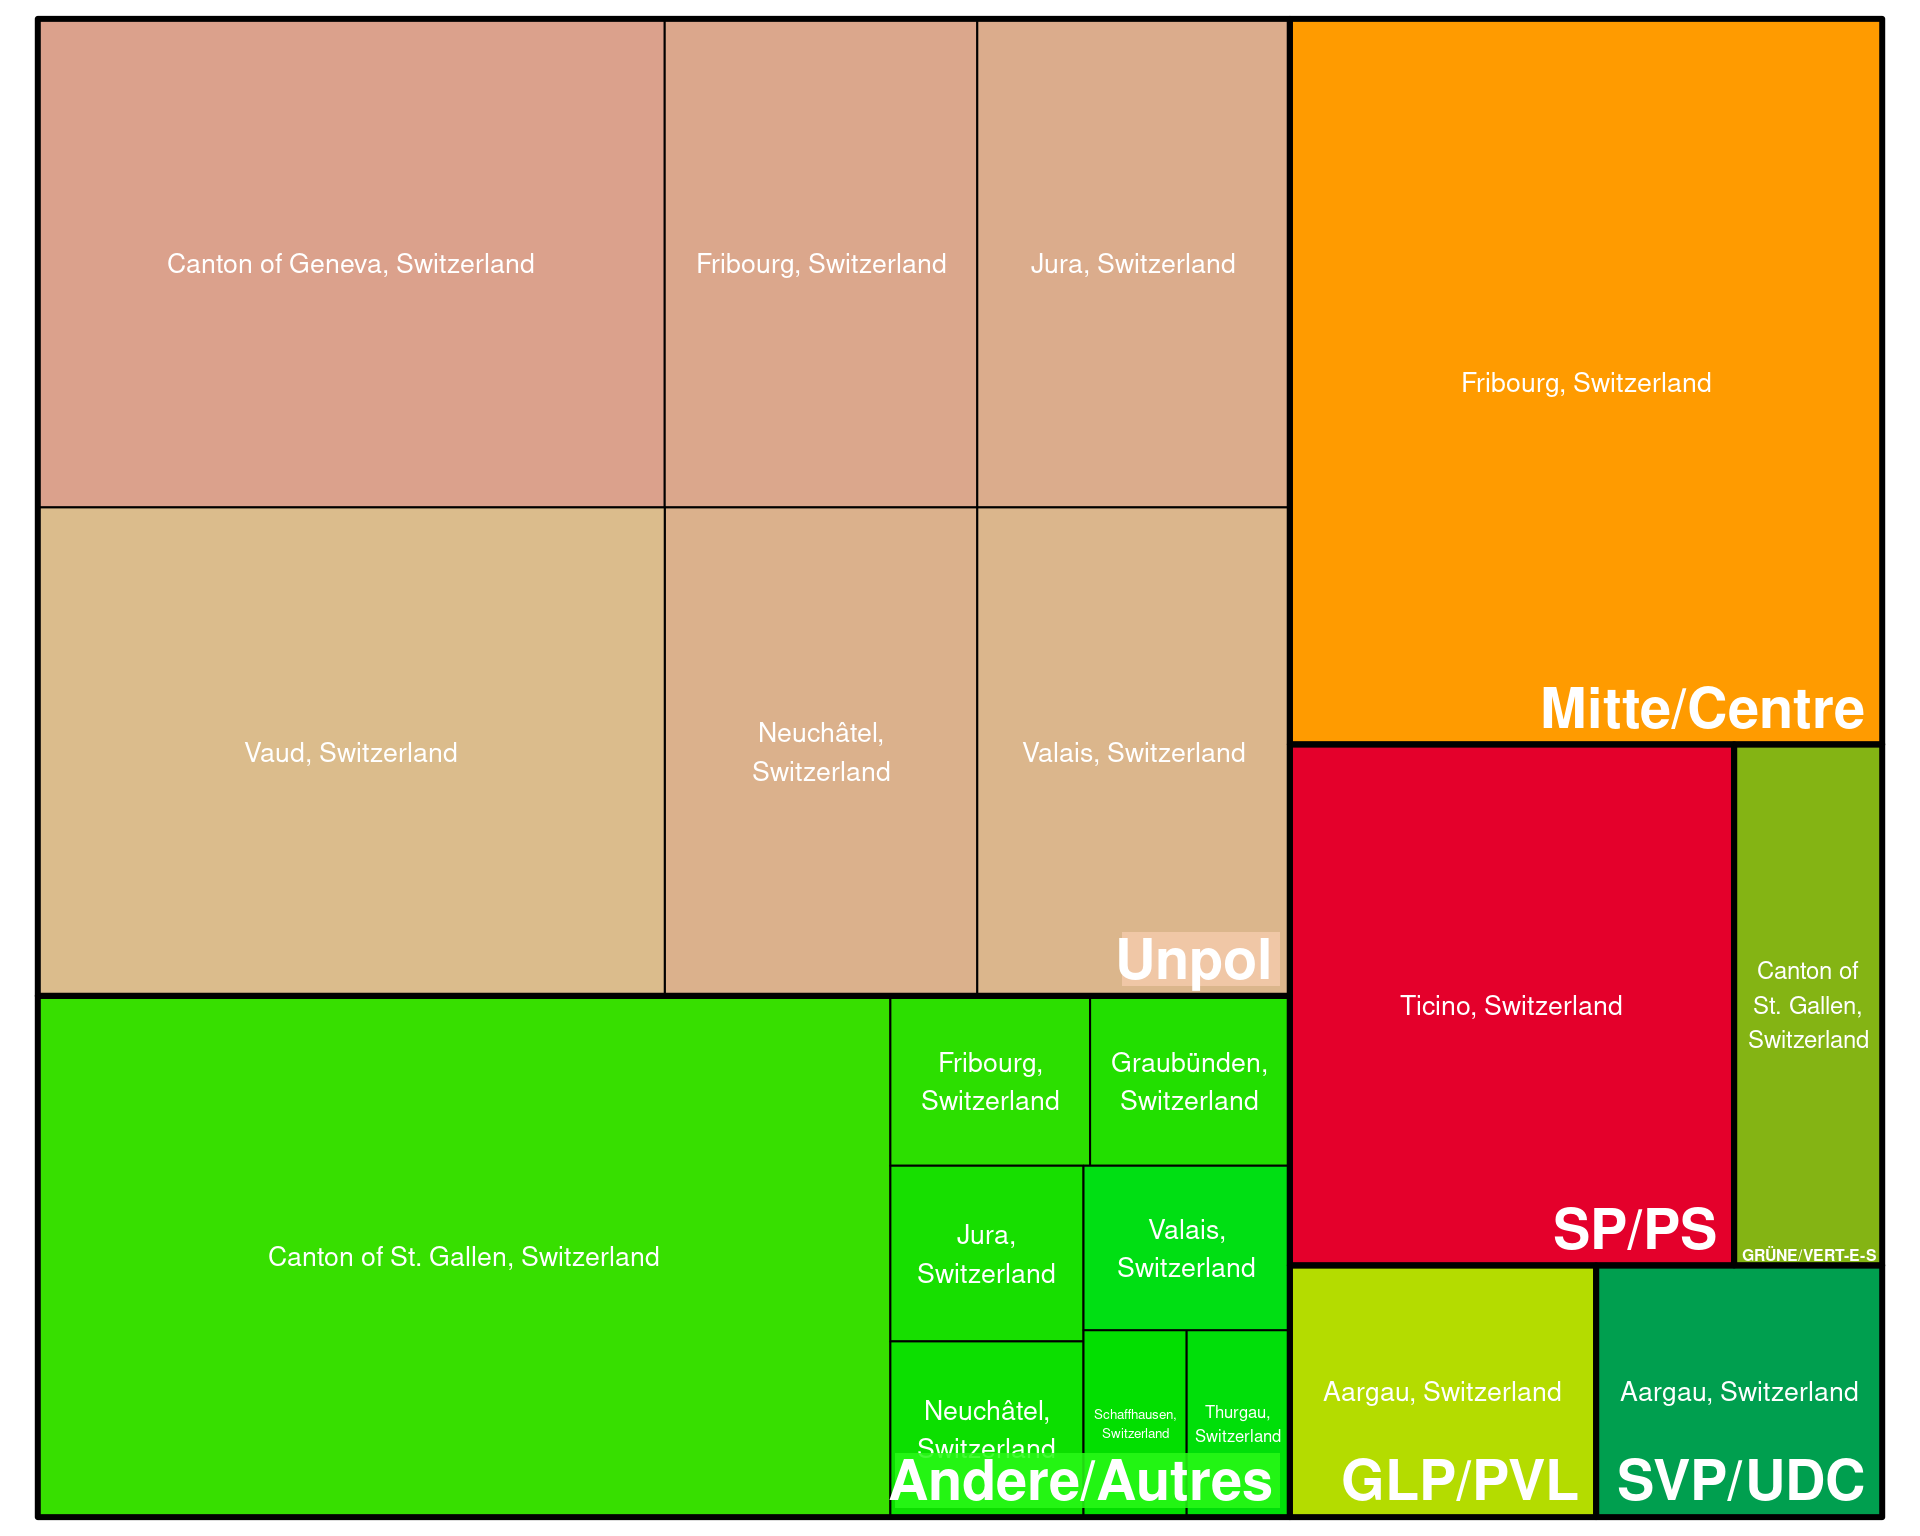 Canton of Geneva, Switzerland
Fribourg, Switzerland
Jura, Switzerland
Vaud, Switzerland
Neuchâtel,
Switzerland
Valais, Switzerland
Unpol
Canton of St. Gallen, Switzerland
Fribourg,
Switzerland
Graubünden,
Switzerland
Jura,
Switzerland
Valais,
Switzerland
Neuchâtel,
Switzerland
Schaffhausen,
Switzerland
Thurgau,
Switzerland
Andere/Autres
Fribourg, Switzerland
Mitte/Centre
Ticino, Switzerland
SP/PS
Canton of
St. Gallen,
Switzerland
GRÜNE/VERT-E-S
Aargau, Switzerland
GLP/PVL
Aargau, Switzerland
SVP/UDC